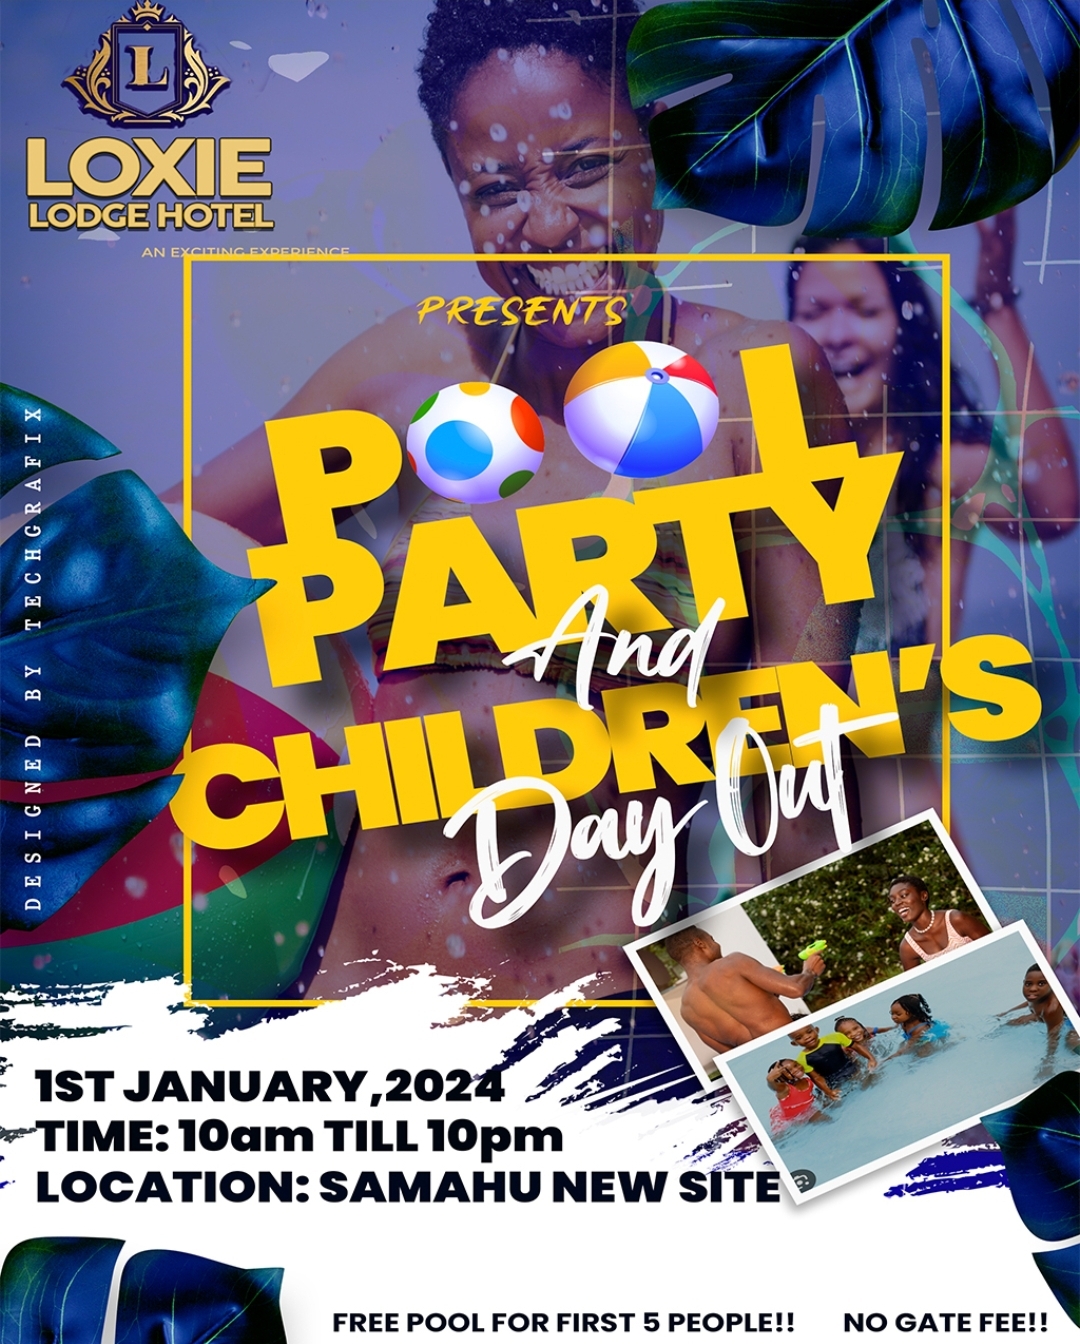 L
LOXIE
LODGE HOTEL
AN EXCITING EXPERIENCE
PRESENTS
POOL
PARTY
And
CHILDREN'S
Day Out
DESIGNED BY TECHGRAFIX
1ST JANUARY,2024
TIME: 10am TILL 10pm
LOCATION: SAMAHU NEW SITE
FREE POOL FOR FIRST 5 PEOPLE!! NO GATE FEE!!